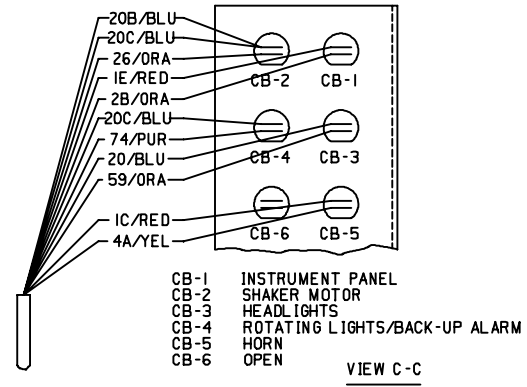 20B/BLU
20C/BLU
26/ORA
1E/RED
2B/ORA
20C/BLU
74/PUR
20/BLU
59/ORA
1C/RED
4A/YEL
CB-2 CB-1
CB-4 CB-3
CB-6 CB-5
CB-1 INSTRUMENT PANEL
CB-2 SHAKER MOTOR
CB-3 HEADLIGHTS
CB-4 ROTATING LIGHTS/BACK-UP ALARM
CB-5 HORN
CB-6 OPEN
VIEW C-C